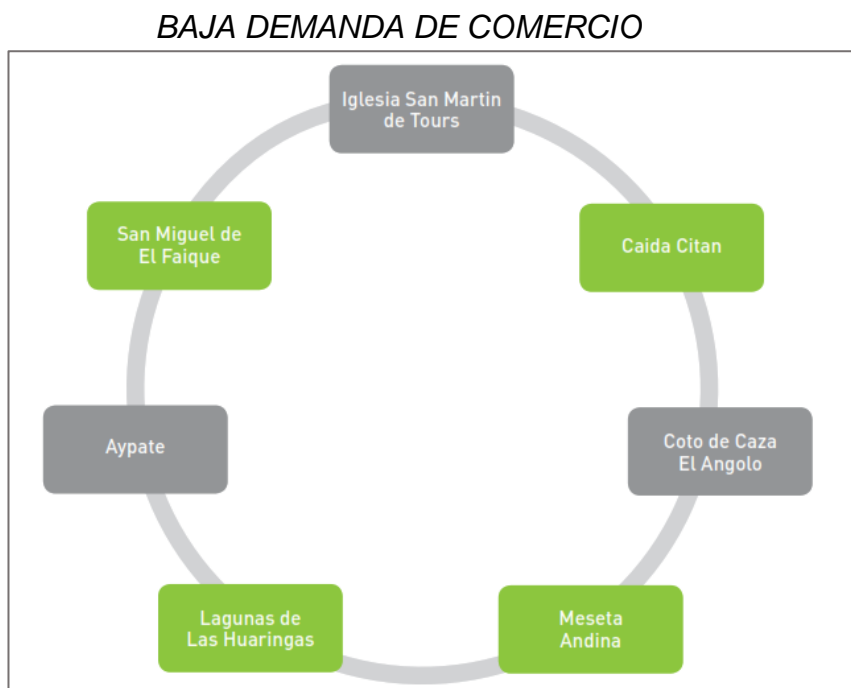 BAJA DEMANDA DE COMERCIO
Iglesia San Martin
de Tours
San Miguel de
El Faique
Caida Citan
Aypate
Coto de Caza
El Angolo
Lagunas de
Las Huaringas
Meseta
Andina